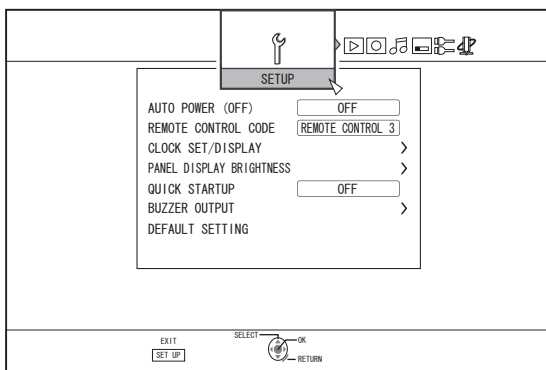 SETUP
AUTO POWER (OFF) OFF
REMOTE CONTROL CODE REMOTE CONTROL 3
CLOCK SET/DISPLAY
PANEL DISPLAY BRIGHTNESS
QUICK STARTUP OFF
BUZZER OUTPUT
DEFAULT SETTING
EXIT
SET UP
SELECT
OK
RETURN